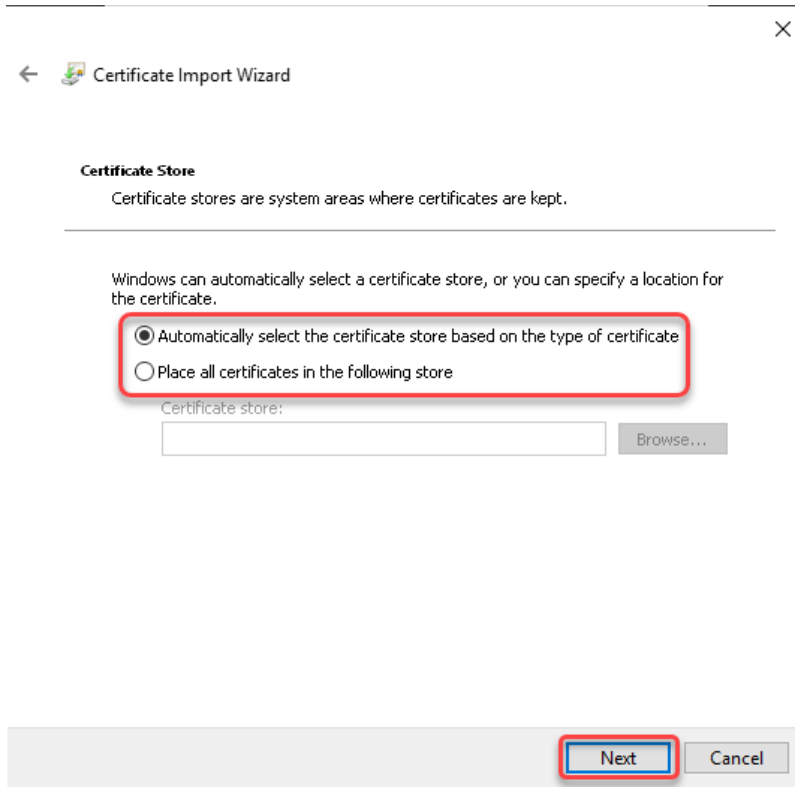 Certificate Import Wizard
Certificate Store
Certificate stores are system areas where certificates are kept.
Windows can automatically select a certificate store, or you can specify a location for
the certificate.
Automatically select the certificate store based on the type of certificate
Place all certificates in the following store
Certificate store:
Browse...
Next
Cancel